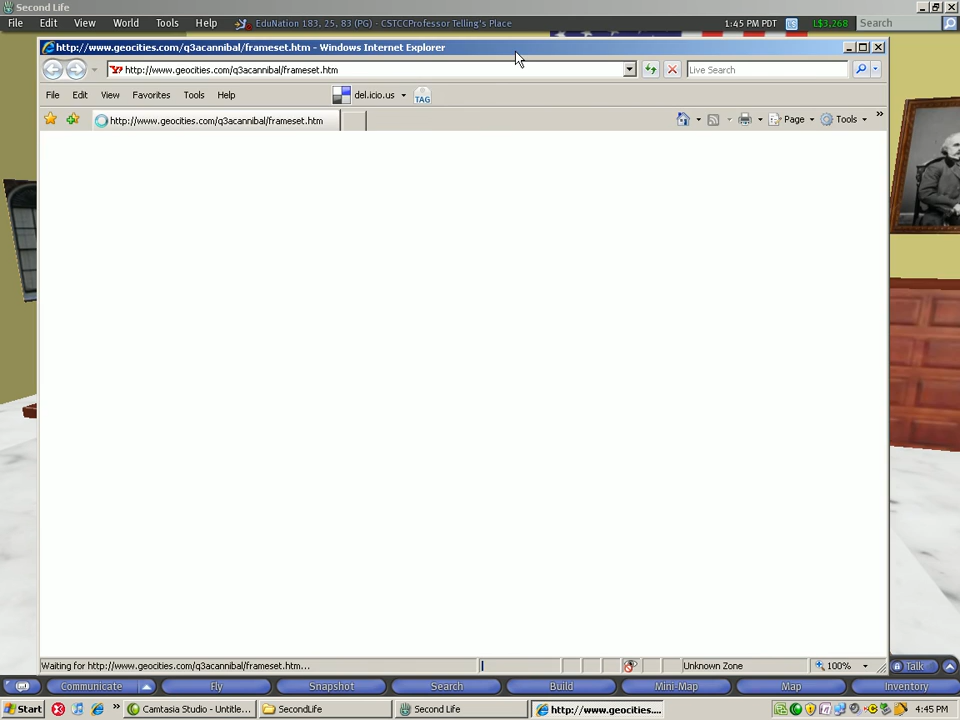 Second Life
File Edit View World Tools Help EduNation 183, 25, 83 (PG) - CSTCCProfessor Telling's Place 1:45 PM PDT L$3,268 Search
http://www.geocities.com/q3acannibal/frameset.htm - Windows Internet Explorer
http://www.geocities.com/q3acannibal/frameset.htm Live Search
File Edit View Favorites Tools Help del.icio.us TAG
http://www.geocities.com/q3acannibal/frameset.htm Page Tools »
Waiting for http://www.geocities.com/q3acannibal/frameset.htm... Unknown Zone 100% Talk
Communicate Fly Snapshot Search Build Mini-Map Map Inventory
Start » Camtasia Studio - Untitle... SecondLife Second Life http://www.geocities.... 4:45 PM